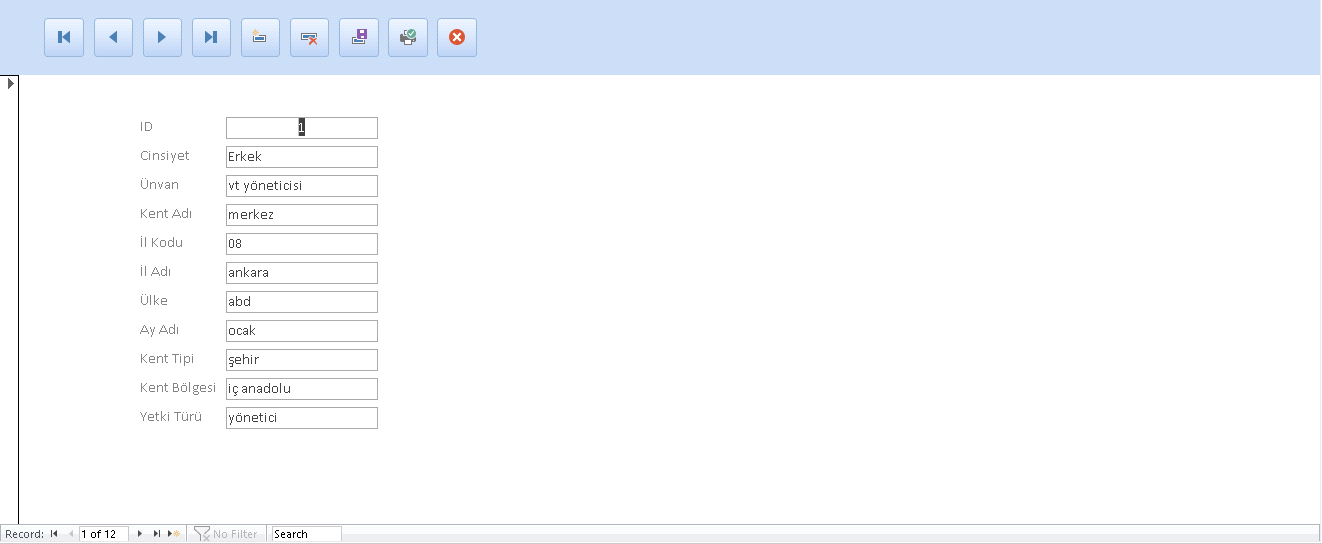 ID 1
Cinsiyet Erkek
Ünvan vt yöneticisi
Kent Adı merkez
İl Kodu 08
İl Adı ankara
Ülke abd
Ay Adı ocak
Kent Tipi şehir
Kent Bölgesi iç anadolu
Yetki Türü yönetici
Record: 1 of 12 No Filter Search